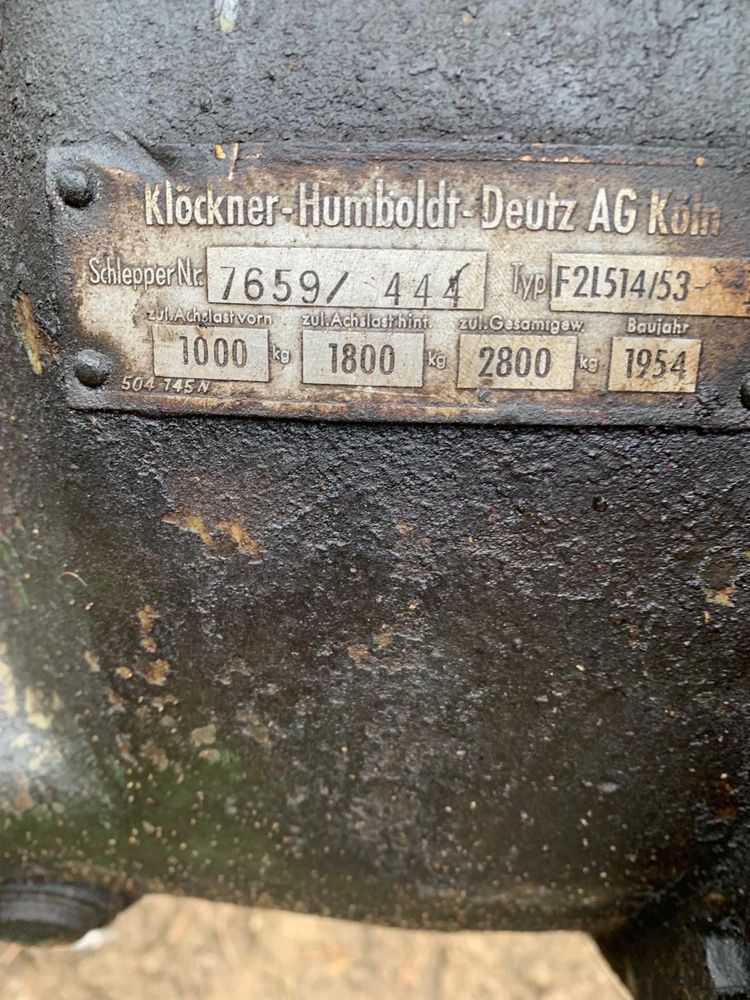 Klöckner-Humboldt-Deutz AG Köln
Schlepper Nr. 7659/ 444 Typ F2L514/53-
zul.Achslast vorn zul.Achslast hint. zul.Gesamtgew. Baujahr
1000 kg 1800 kg 2800 kg 1954
504 145 N